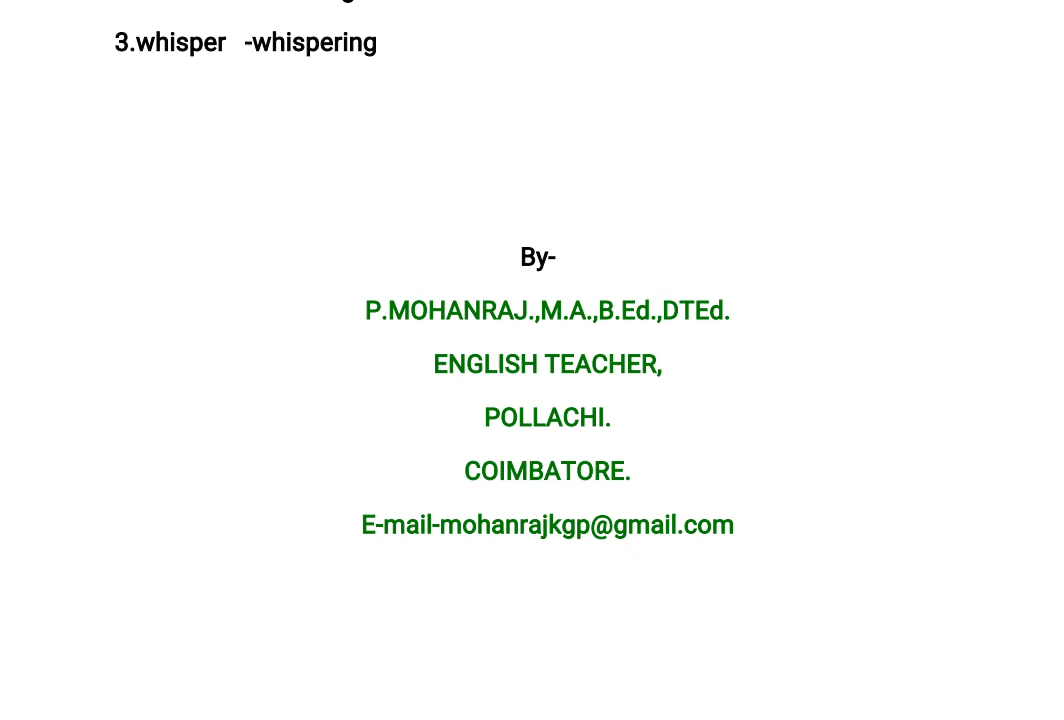 3.whisper -whispering
By-
P.MOHANRAJ.,M.A.,B.Ed.,DTEd.
ENGLISH TEACHER,
POLLACHI.
COIMBATORE.
E-mail-mohanrajkgp@gmail.com